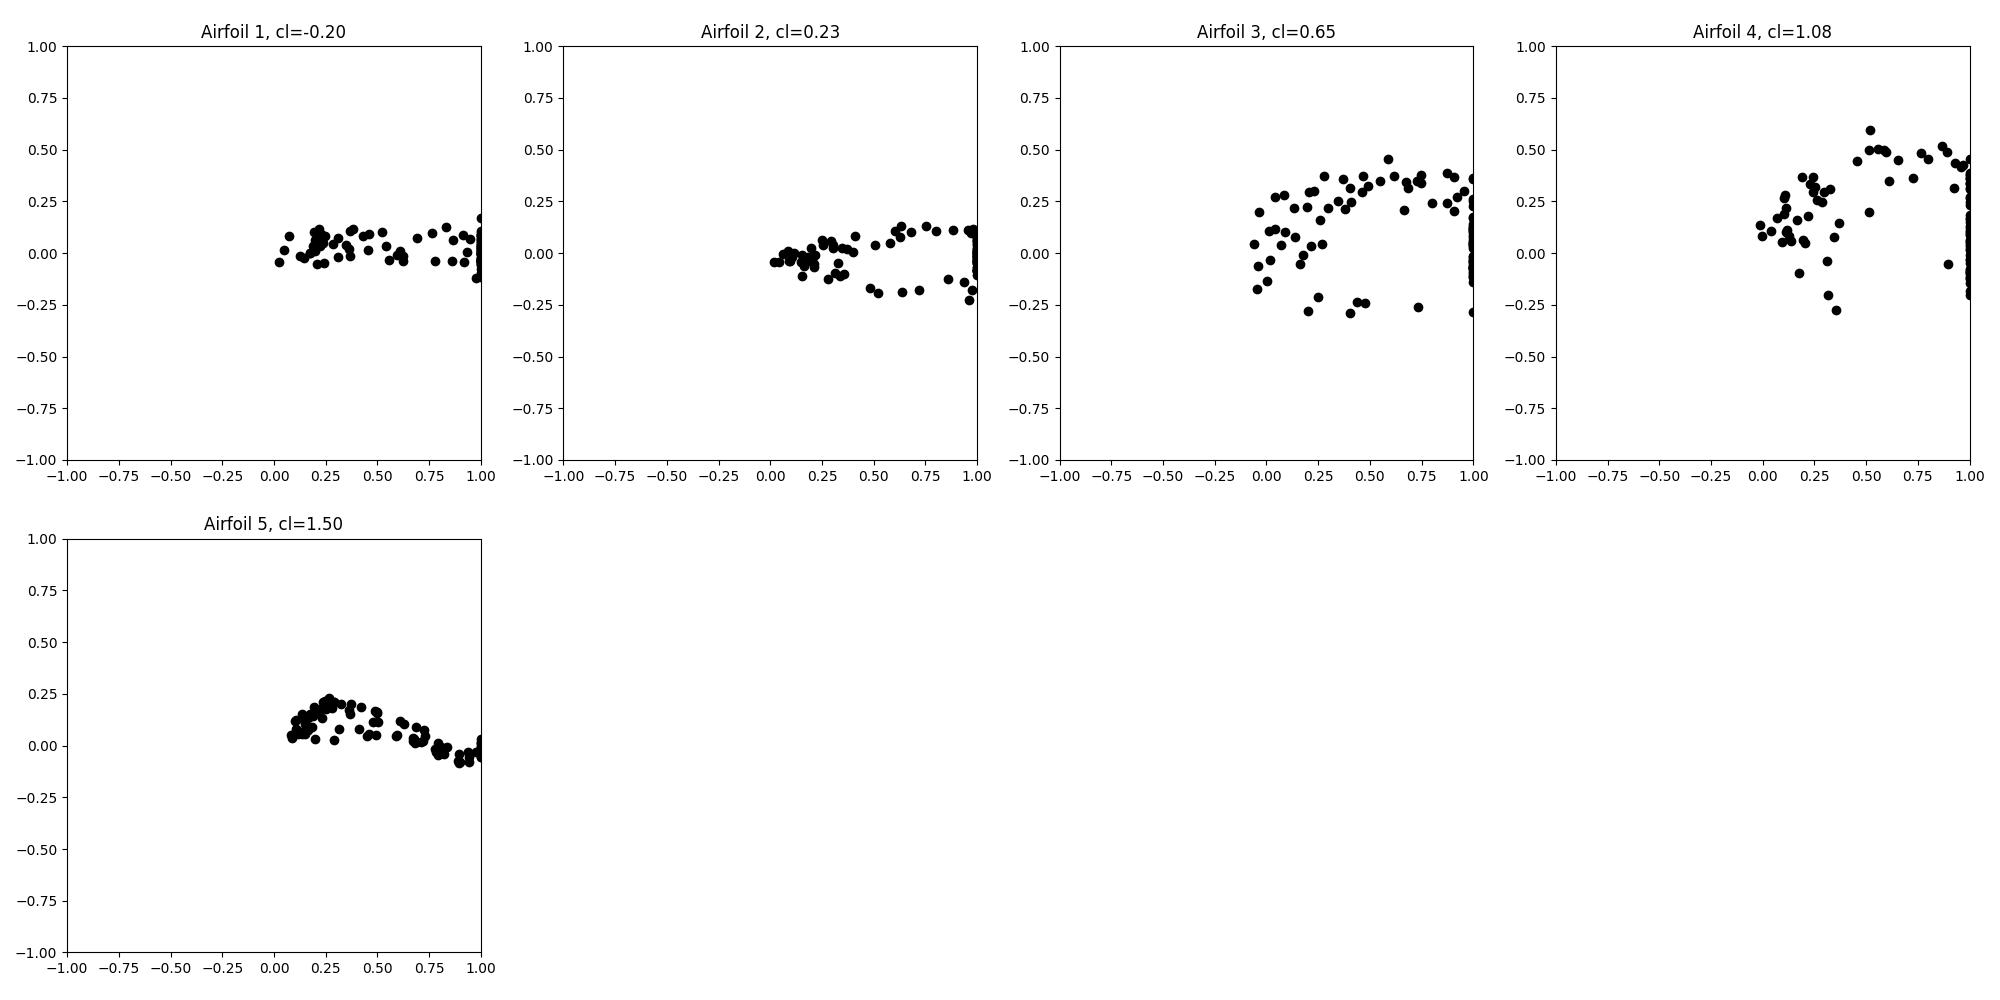 Airfoil 1, cl=-0.20
Airfoil 2, cl=0.23
Airfoil 3, cl=0.65
Airfoil 4, cl=1.08
1.00 1.00 1.00 1.00
0.75 0.75 0.75 0.75
0.50 0.50 0.50 0.50
0.25 0.25 0.25 0.25
0.00 0.00 0.00 0.00
−0.25 −0.25 −0.25 −0.25
−0.50 −0.50 −0.50 −0.50
−0.75 −0.75 −0.75 −0.75
−1.00 −1.00 −1.00 −1.00
−1.00 −0.75 −0.50 −0.25 0.00 0.25 0.50 0.75 1.00
−1.00 −0.75 −0.50 −0.25 0.00 0.25 0.50 0.75 1.00
−1.00 −0.75 −0.50 −0.25 0.00 0.25 0.50 0.75 1.00
−1.00 −0.75 −0.50 −0.25 0.00 0.25 0.50 0.75 1.00
Airfoil 5, cl=1.50
1.00
0.75
0.50
0.25
0.00
−0.25
−0.50
−0.75
−1.00
−1.00 −0.75 −0.50 −0.25 0.00 0.25 0.50 0.75 1.00